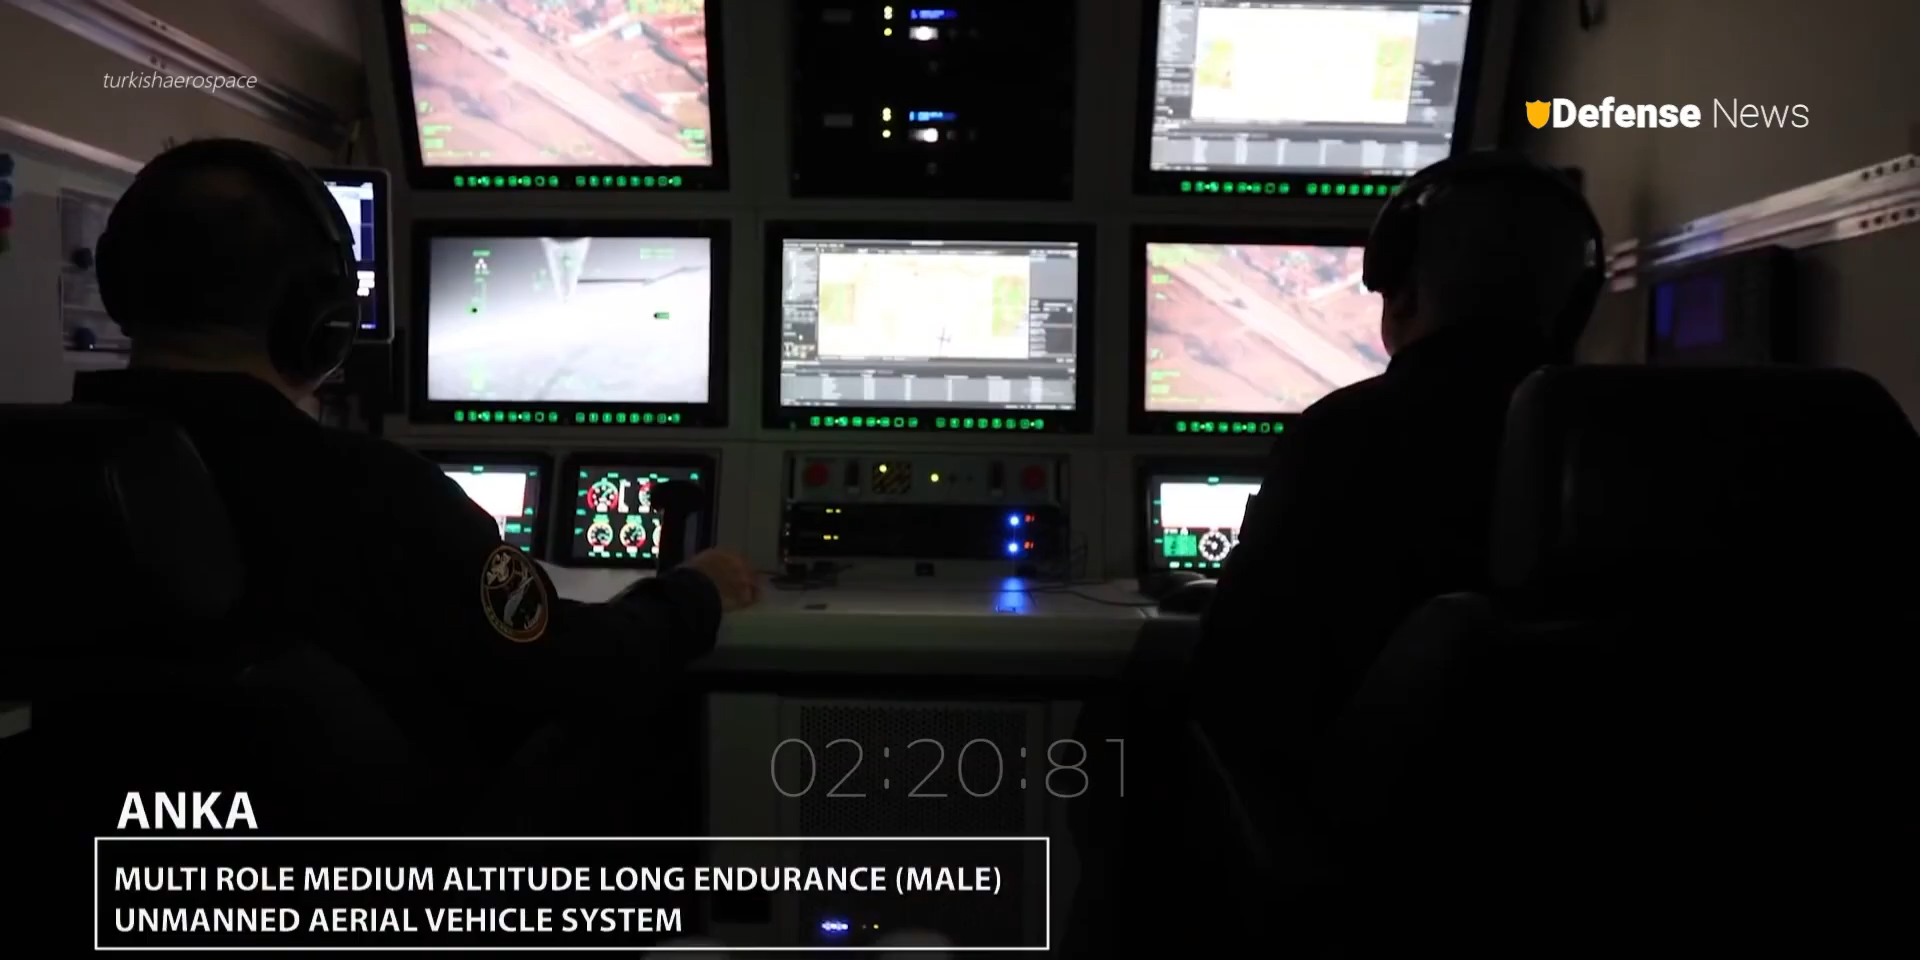 turkishaerospace
Defense News
02:20:81
ANKA
MULTI ROLE MEDIUM ALTITUDE LONG ENDURANCE (MALE)
UNMANNED AERIAL VEHICLE SYSTEM